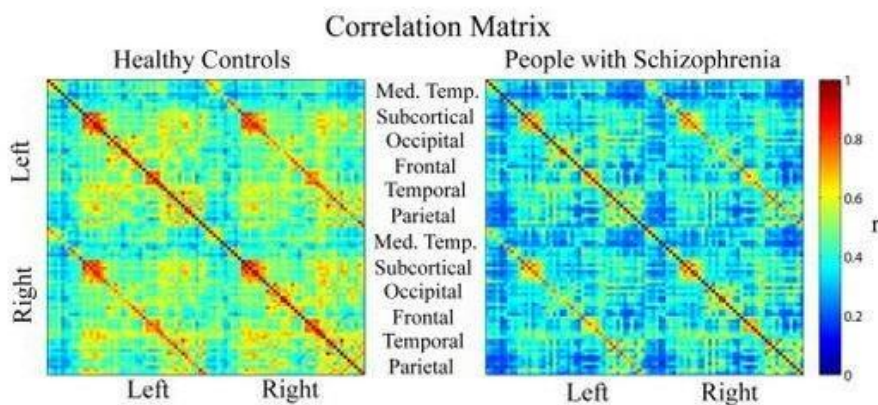 Correlation Matrix
Healthy Controls
People with Schizophrenia
Left
Right
Med. Temp.
Subcortical
Occipital
Frontal
Temporal
Parietal
Med. Temp.
Subcortical
Occipital
Frontal
Temporal
Parietal
1
0.8
0.6
0.4
0.2
0
r
Left
Right
Left
Right